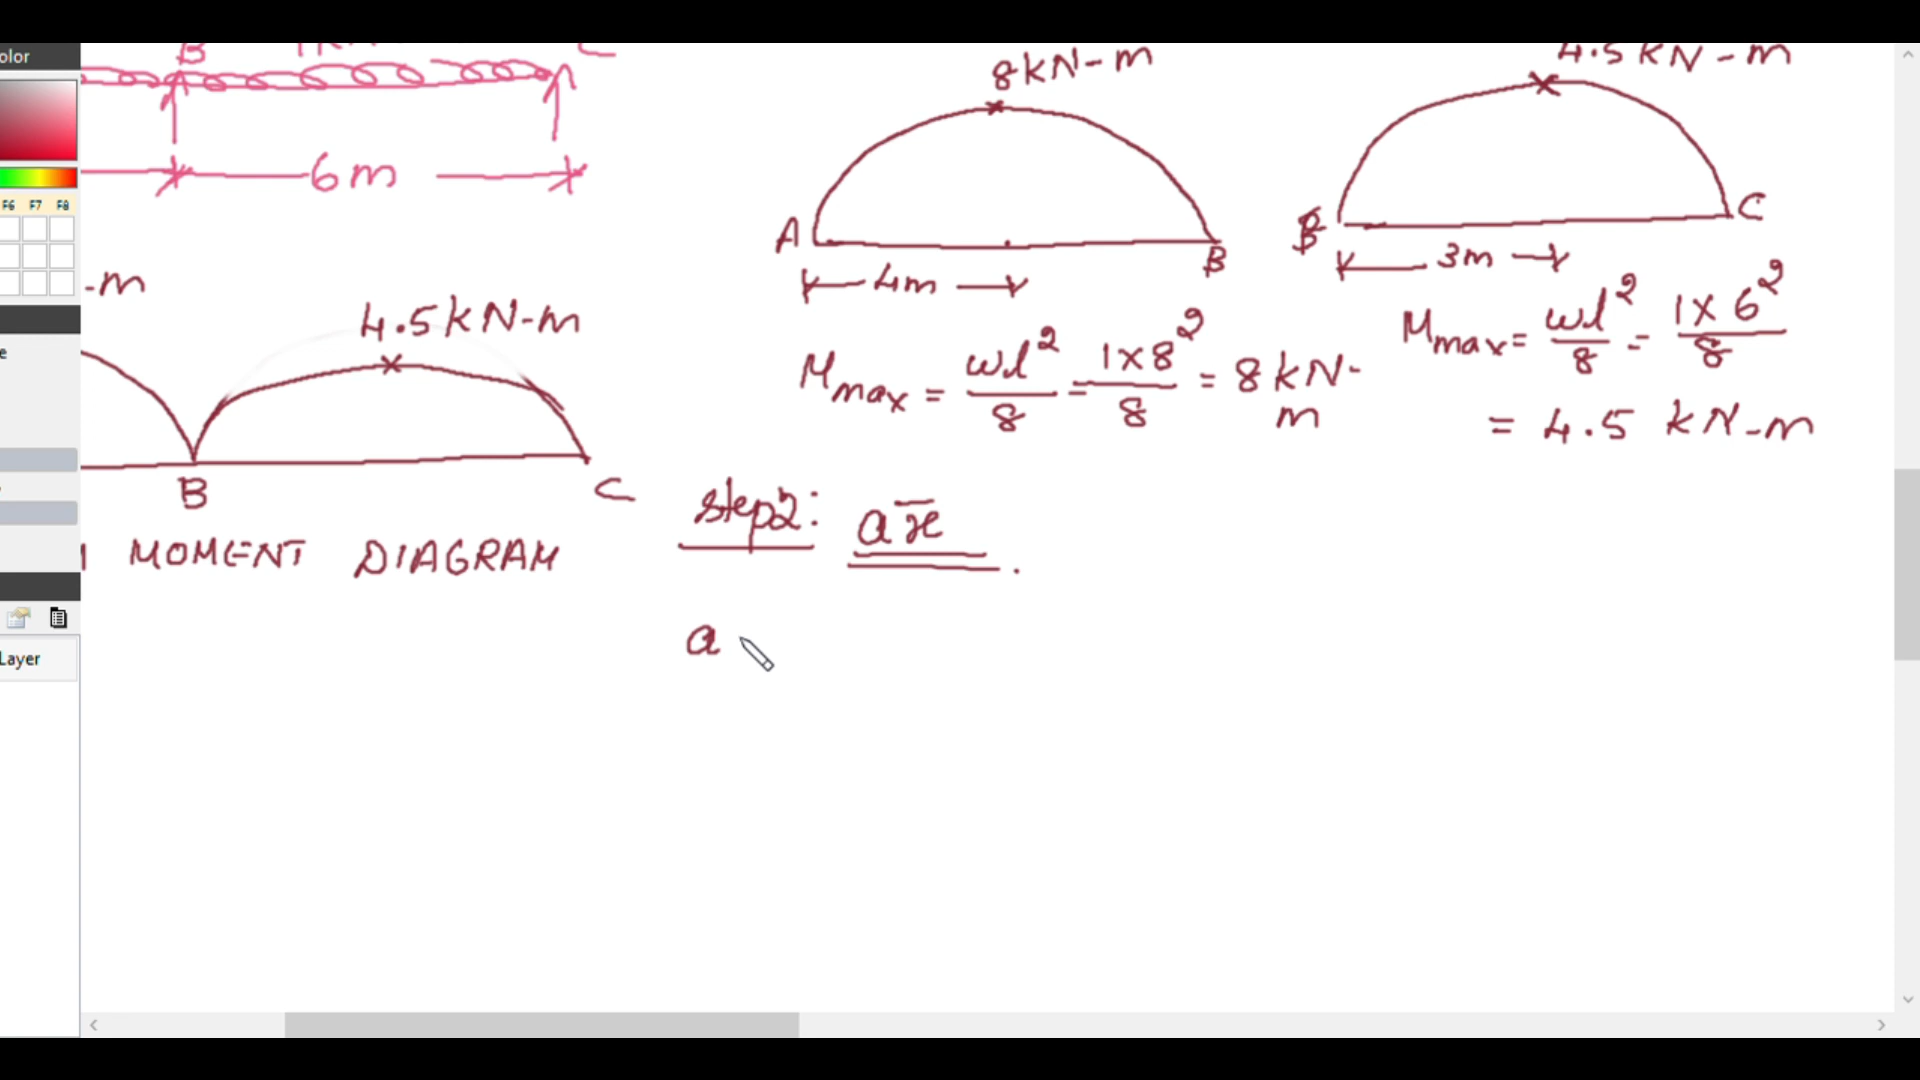 olor
B
C
6m
F6 F7 F8
-m
4.5kN-m
B
C
MOMENT DIAGRAM
Layer
8kN-m
A
B
4m
Mmax = wl²/8 = 1x8²/8 = 8kN-
m
4.5kN-m
B
C
3m
Mmax = wl²/8 = 1x6²/8
= 4.5 kN-m
Step2: ax̄.
a